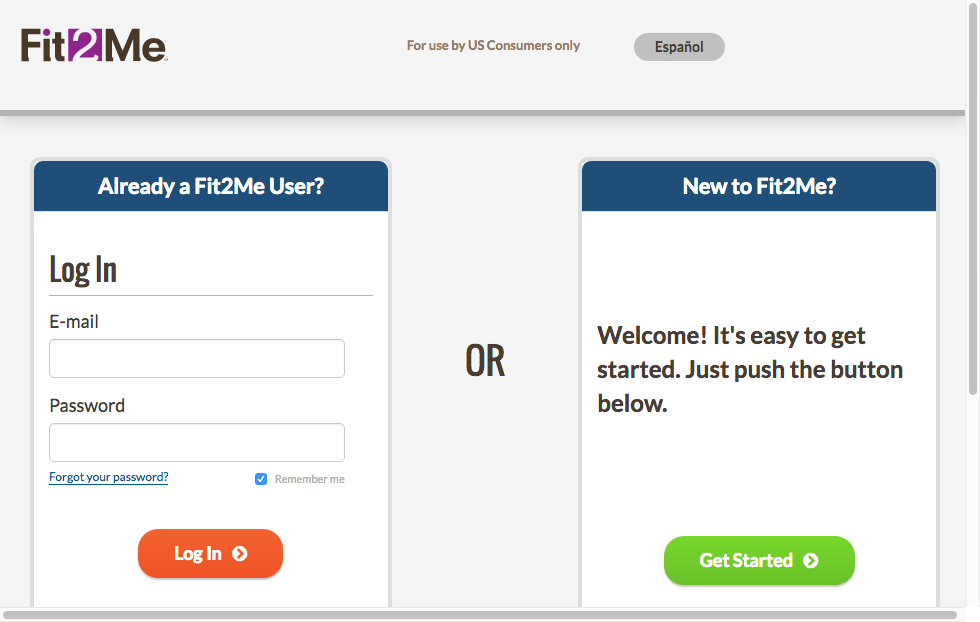 Fit2Me™
For use by US Consumers only
Español
Already a Fit2Me User?
Log In
E-mail
Password
Forgot your password?
Remember me
Log In
OR
New to Fit2Me?
Welcome! It's easy to get
started. Just push the button
below.
Get Started